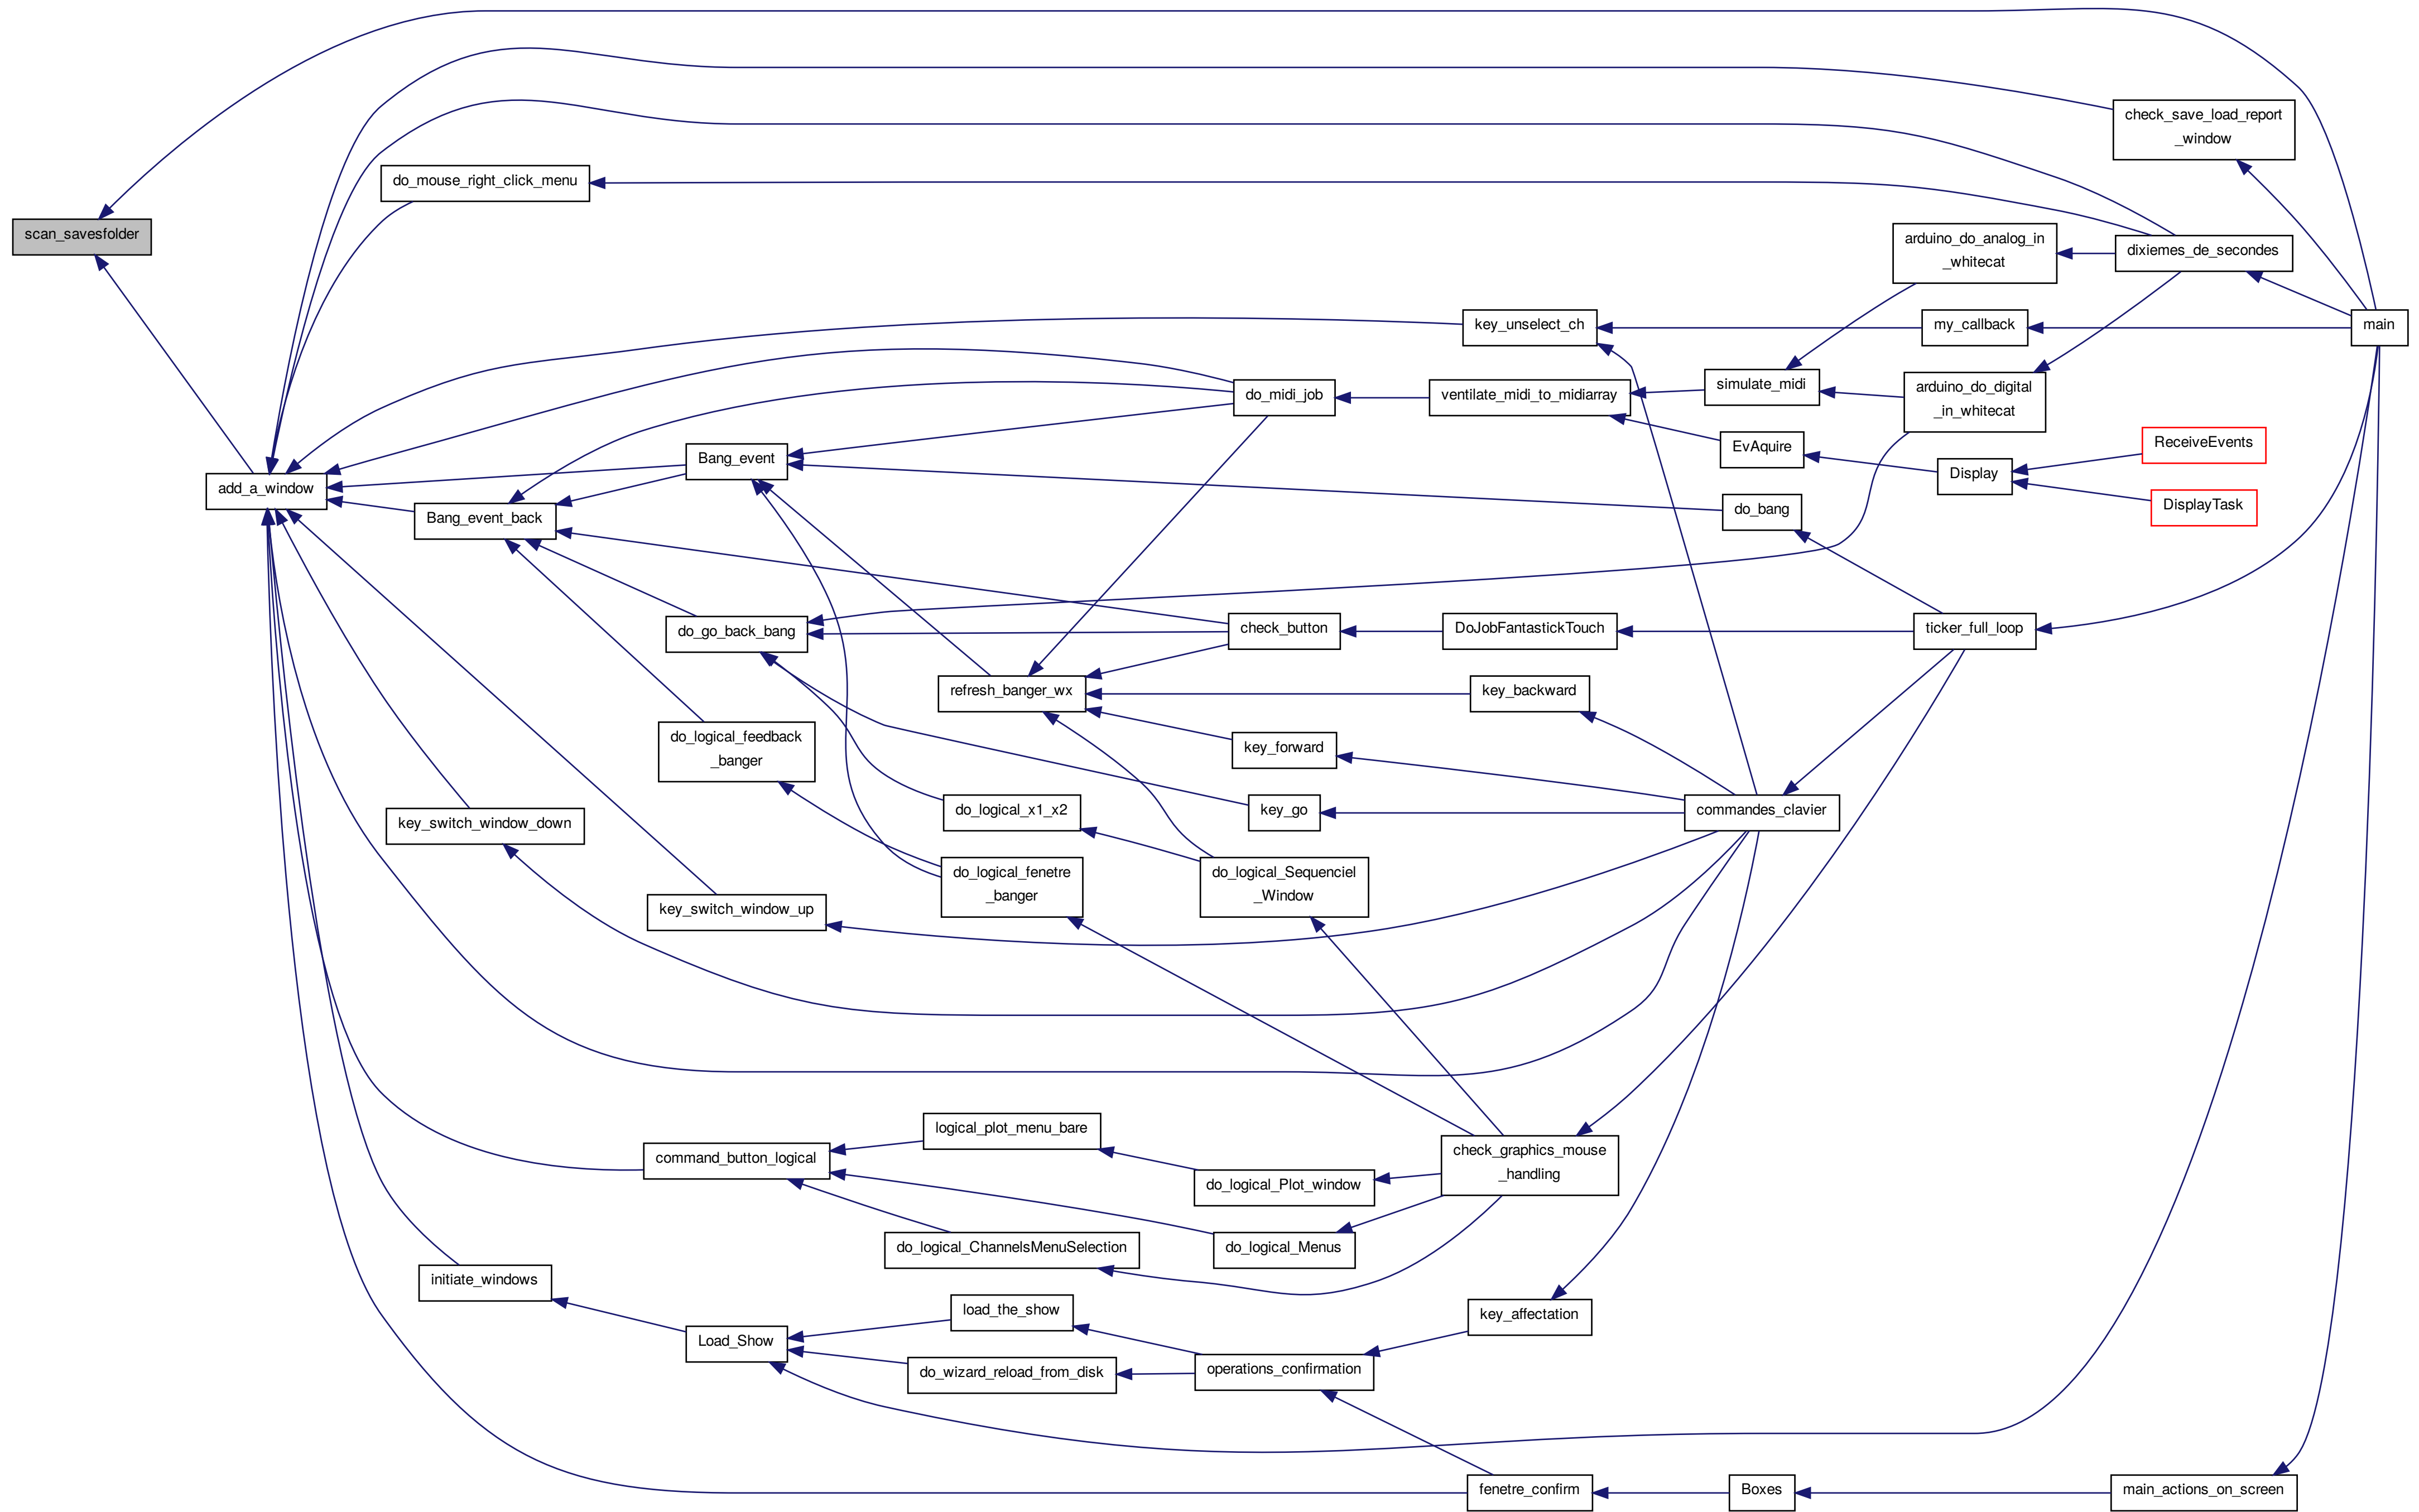 check_save_load_report
_window
do_mouse_right_click_menu
scan_savesfolder
arduino_do_analog_in
_whitecat
dixiemes_de_secondes
key_unselect_ch
my_callback
main
simulate_midi
do_midi_job
ventilate_midi_to_midiarray
arduino_do_digital
_in_whitecat
ReceiveEvents
EvAquire
Bang_event
Display
add_a_window
DisplayTask
do_bang
Bang_event_back
do_go_back_bang
check_button
DoJobFantastickTouch
ticker_full_loop
refresh_banger_wx
key_backward
do_logical_feedback
_banger
key_forward
do_logical_x1_x2
key_go
commandes_clavier
key_switch_window_down
do_logical_fenetre
_banger
do_logical_Sequenciel
_Window
key_switch_window_up
logical_plot_menu_bare
command_button_logical
check_graphics_mouse
_handling
do_logical_Plot_window
do_logical_ChannelsMenuSelection
do_logical_Menus
initiate_windows
load_the_show
key_affectation
Load_Show
do_wizard_reload_from_disk
operations_confirmation
fenetre_confirm
Boxes
main_actions_on_screen